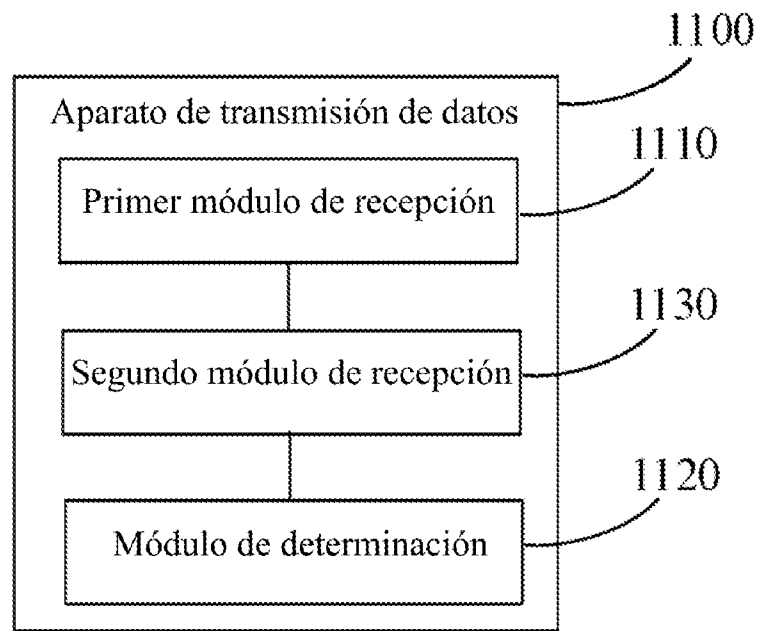 1100
Aparato de transmisión de datos
1110
Primer módulo de recepción
1130
Segundo módulo de recepción
1120
Módulo de determinación